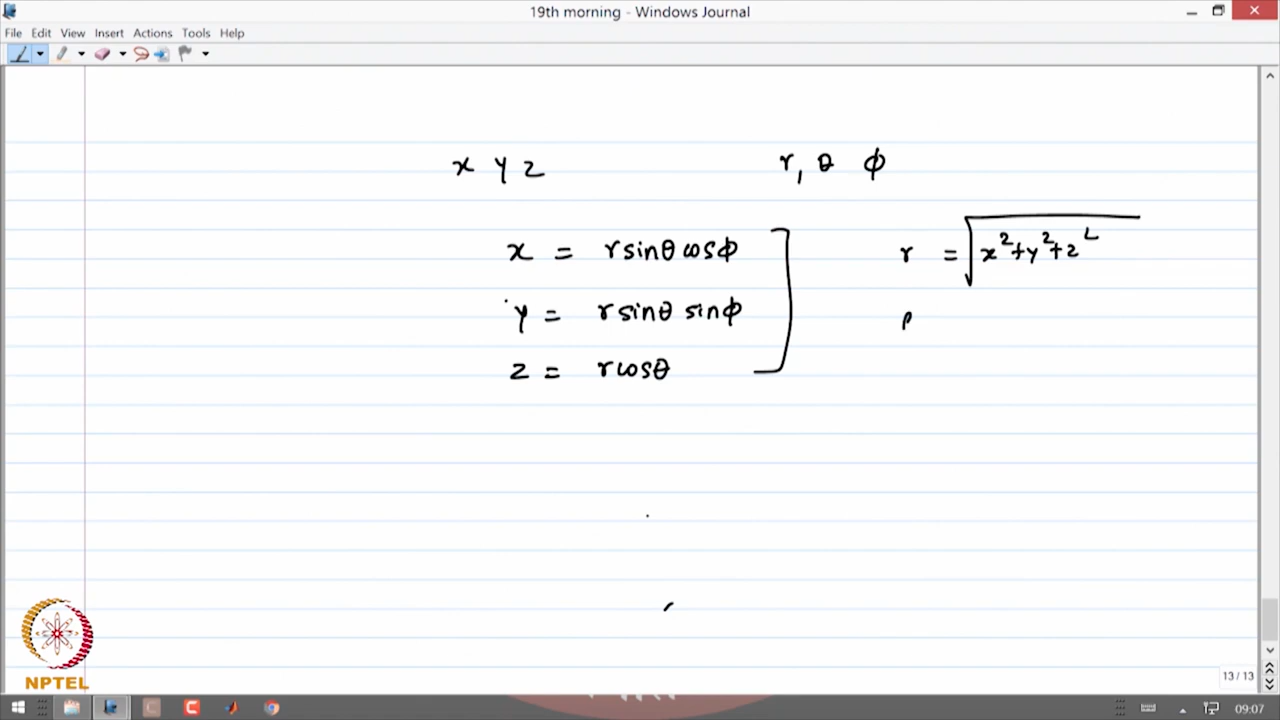 19th morning - Windows Journal
File Edit View Insert Actions Tools Help
x y z r, θ φ
x = r sinθ cosφ r = √x²+y²+z²
y = r sinθ sinφ
z = r cosθ
NPTEL
13 / 13
09:07